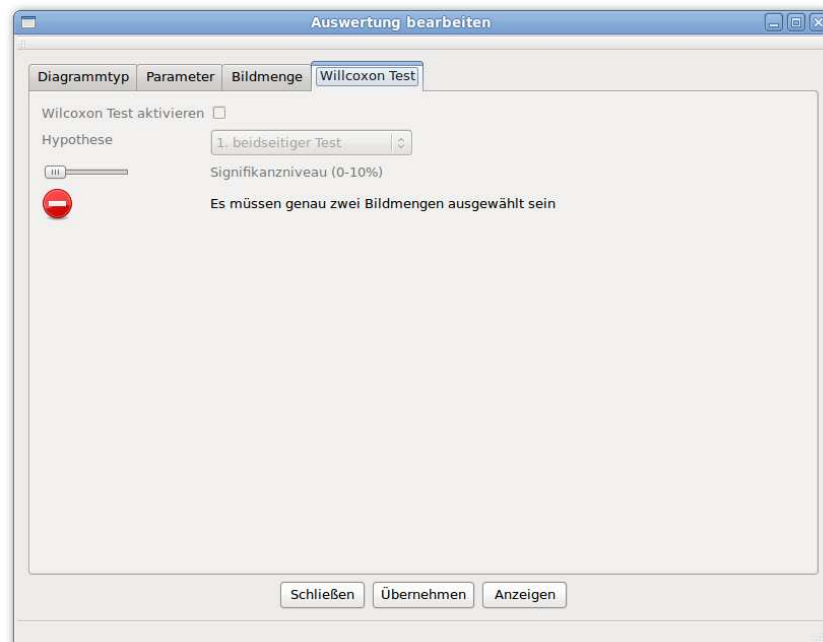 Auswertung bearbeiten
Diagrammtyp Parameter Bildmenge Willcoxon Test
Wilcoxon Test aktivieren
Hypothese 1. beidseitiger Test
Signifikanzniveau (0-10%)
Es müssen genau zwei Bildmengen ausgewählt sein
Schließen Übernehmen Anzeigen